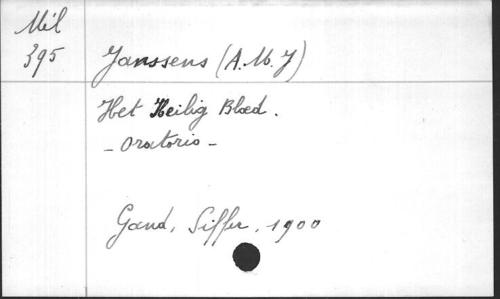 Mil
395
Janssens (A. M. J)
Het Heilig Bloed.
- Oratorio -
Gand, Siffer, 1900